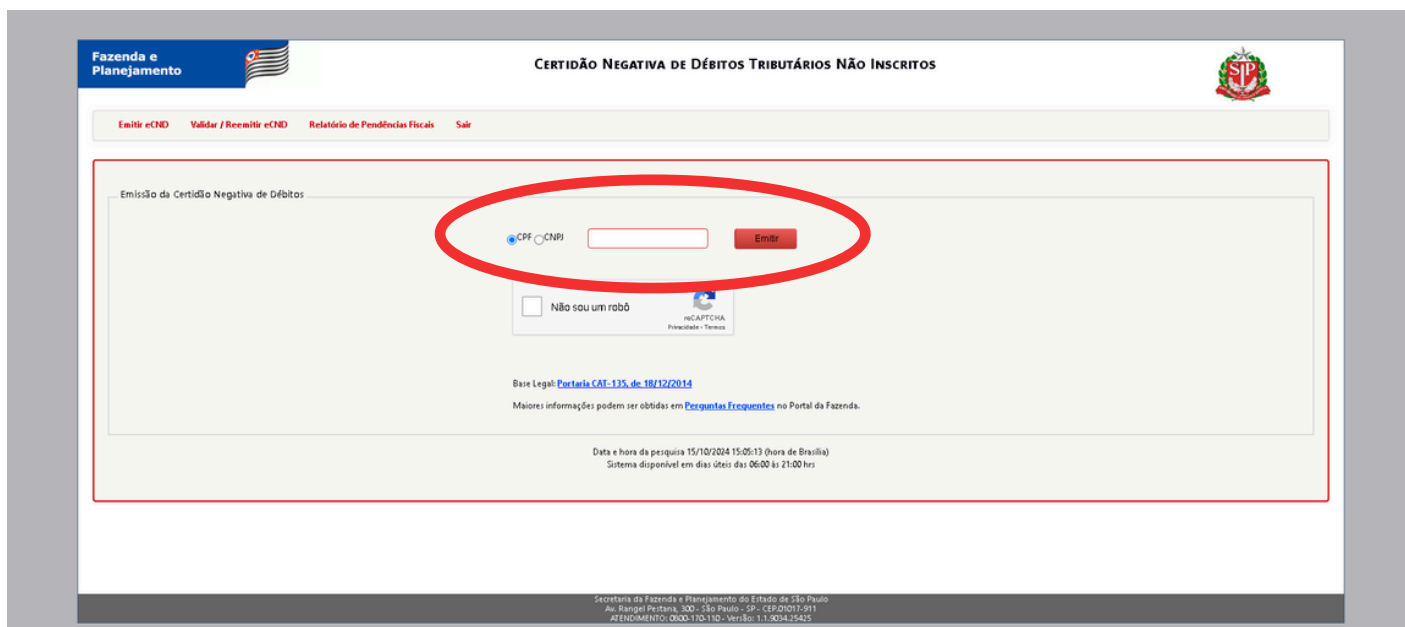 Fazenda e
Planejamento
CERTIDÃO NEGATIVA DE DÉBITOS TRIBUTÁRIOS NÃO INSCRITOS
SP
Emitir eCND Validar / Reemitir eCND Relatório de Pendências Fiscais Sair
Emissão da Certidão Negativa de Débitos
CPF CNPJ Emitir
Não sou um robô
reCAPTCHA
Privacidade - Termos
Base Legal: Portaria CAT-135, de 18/12/2014
Maiores informações podem ser obtidas em Perguntas Frequentes no Portal da Fazenda.
Data e hora da pesquisa 15/10/2024 15:05:13 (hora de Brasília)
Sistema disponível em dias úteis das 06:00 às 21:00 hrs
Secretaria da Fazenda e Planejamento do Estado de São Paulo
Av. Rangel Pestana, 300 - São Paulo - SP - CEP.01017-911
ATENDIMENTO: 0800-170-110 - Versão: 1.1.9034.25425